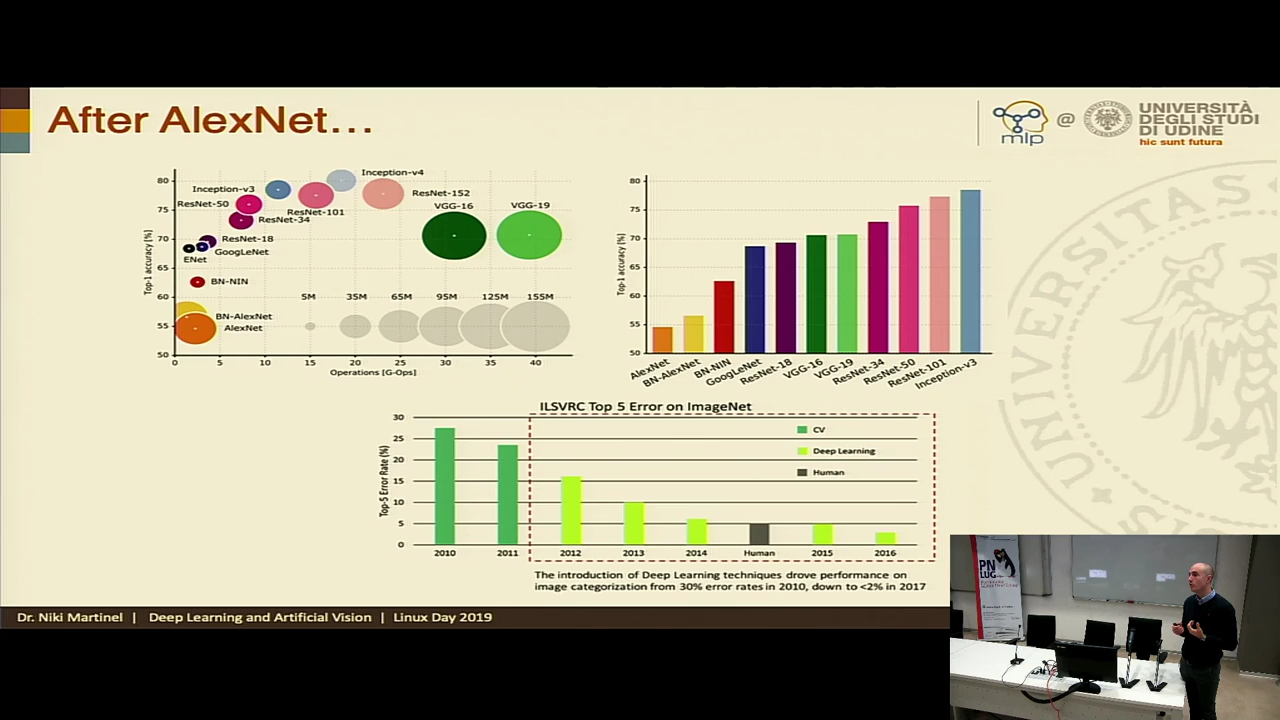 After AlexNet...
mlp
@
UNIVERSITÀ
DEGLI STUDI
DI UDINE
hic sunt futura
Top-1 accuracy [%]
80
75
70
65
60
55
50
Inception-v4
Inception-v3
ResNet-152
ResNet-50
VGG-16
VGG-19
ResNet-101
ResNet-34
ResNet-18
GoogLeNet
ENet
BN-NIN
5M
35M
65M
95M
125M
155M
BN-AlexNet
AlexNet
0
5
10
15
20
25
30
35
40
Operations [G-Ops]
Top-1 accuracy [%]
80
75
70
65
60
55
50
AlexNet
BN-AlexNet
BN-NIN
GoogLeNet
ResNet-18
VGG-16
VGG-19
ResNet-34
ResNet-50
ResNet-101
Inception-v3
ILSVRC Top 5 Error on ImageNet
Top-5 Error Rate (%)
30
25
20
15
10
5
0
CV
Deep Learning
Human
2010
2011
2012
2013
2014
Human
2015
2016
The introduction of Deep Learning techniques drove performance on
image categorization from 30% error rates in 2010, down to <2% in 2017
Dr. Niki Martinel | Deep Learning and Artificial Vision | Linux Day 2019
PN
LUG